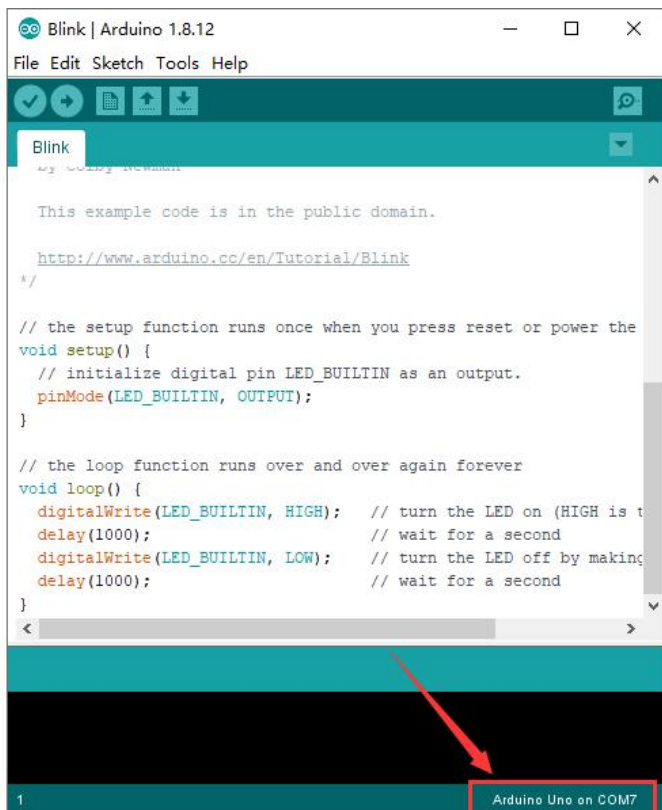 Blink | Arduino 1.8.12
File Edit Sketch Tools Help
Blink
by Colby Newman
This example code is in the public domain.
http://www.arduino.cc/en/Tutorial/Blink
*/
// the setup function runs once when you press reset or power the
void setup() {
  // initialize digital pin LED_BUILTIN as an output.
  pinMode(LED_BUILTIN, OUTPUT);
}
// the loop function runs over and over again forever
void loop() {
  digitalWrite(LED_BUILTIN, HIGH);   // turn the LED on (HIGH is t
  delay(1000);                       // wait for a second
  digitalWrite(LED_BUILTIN, LOW);    // turn the LED off by making
  delay(1000);                       // wait for a second
}
1 Arduino Uno on COM7